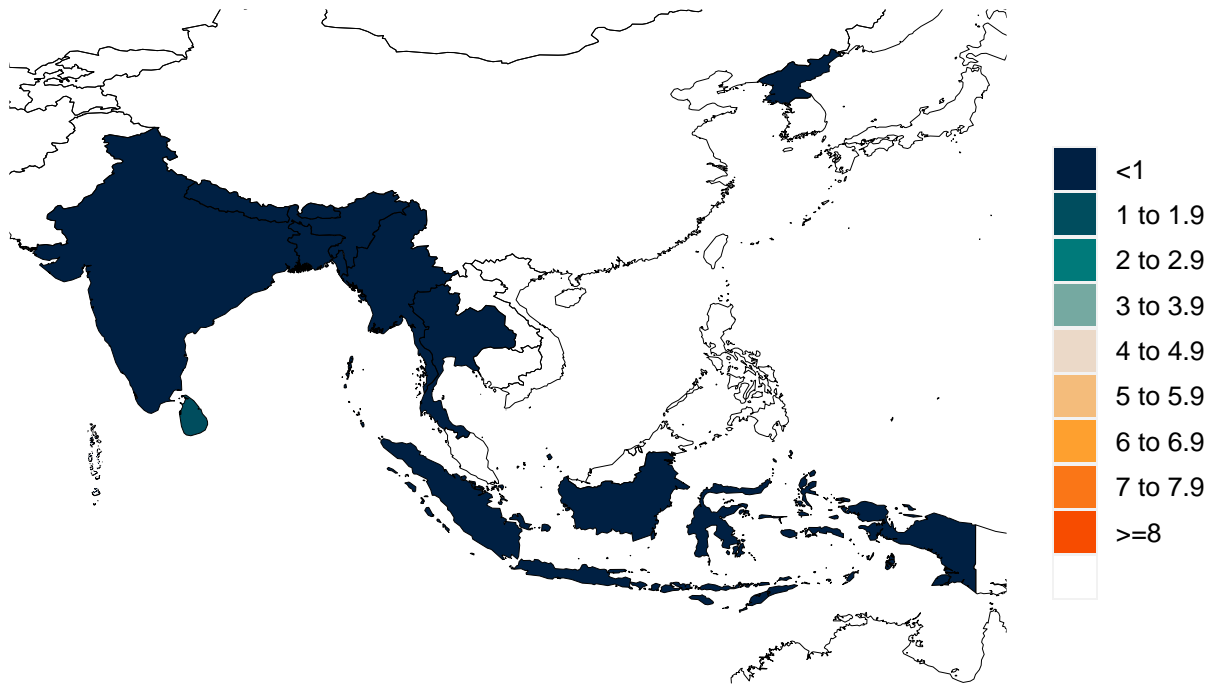 <1
1 to 1.9
2 to 2.9
3 to 3.9
4 to 4.9
5 to 5.9
6 to 6.9
7 to 7.9
>=8